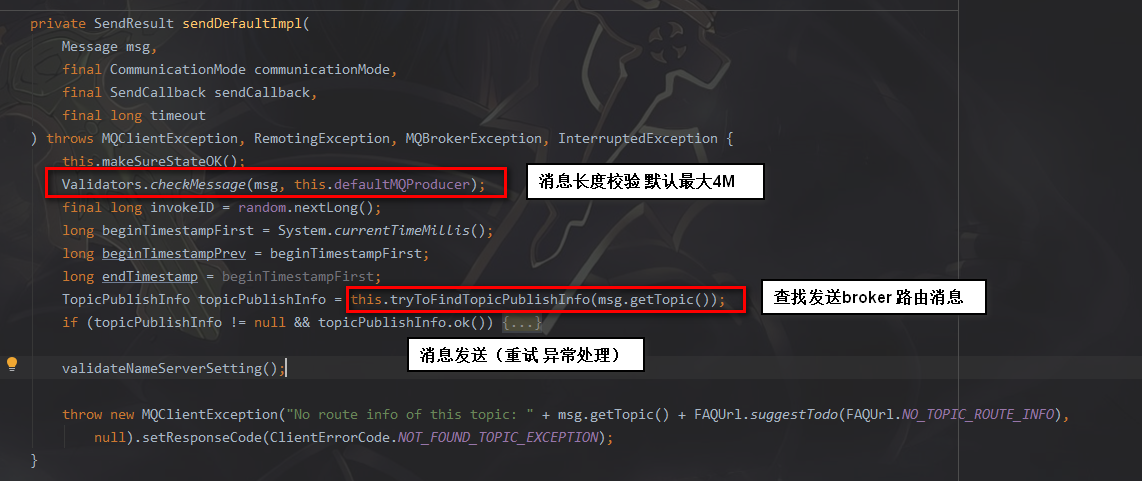 private SendResult sendDefaultImpl(
Message msg,
final CommunicationMode communicationMode,
final SendCallback sendCallback,
final long timeout
) throws MQClientException, RemotingException, MQBrokerException, InterruptedException {
this.makeSureStateOK();
Validators.checkMessage(msg, this.defaultMQProducer);
消息长度校验 默认最大4M
final long invokeID = random.nextLong();
long beginTimestampFirst = System.currentTimeMillis();
long beginTimestampPrev = beginTimestampFirst;
long endTimestamp = beginTimestampFirst;
TopicPublishInfo topicPublishInfo = this.tryToFindTopicPublishInfo(msg.getTopic());
查找发送broker 路由消息
if (topicPublishInfo != null && topicPublishInfo.ok()) {...}
消息发送（重试 异常处理）
validateNameServerSetting();
throw new MQClientException("No route info of this topic: " + msg.getTopic() + FAQUrl.suggestTodo(FAQUrl.NO_TOPIC_ROUTE_INFO),
null).setResponseCode(ClientErrorCode.NOT_FOUND_TOPIC_EXCEPTION);
}